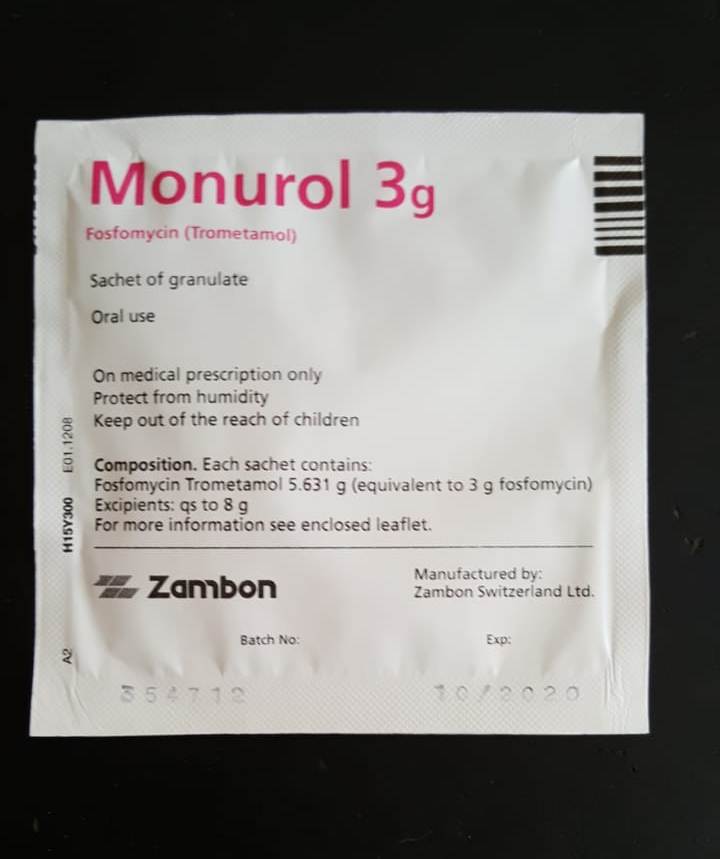 Monurol 3g
Fosfomycin (Trometamol)
Sachet of granulate
Oral use
On medical prescription only
Protect from humidity
Keep out of the reach of children
Composition. Each sachet contains:
Fosfomycin Trometamol 5.631 g (equivalent to 3 g fosfomycin)
Excipients: qs to 8 g
For more information see enclosed leaflet.
Zambon
Manufactured by:
Zambon Switzerland Ltd.
Batch No:
Exp:
354712
10/2020
A2
H15Y300 E01.1208